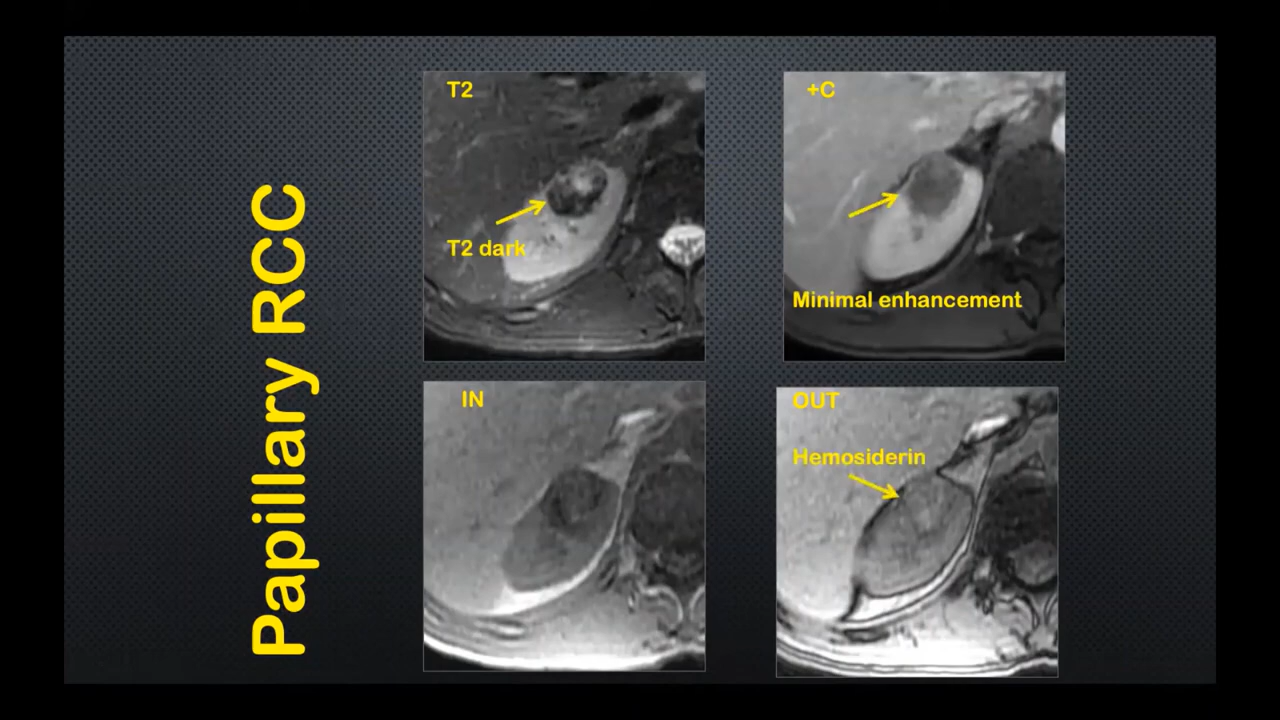 Papillary RCC
T2
T2 dark
+C
Minimal enhancement
IN
OUT
Hemosiderin